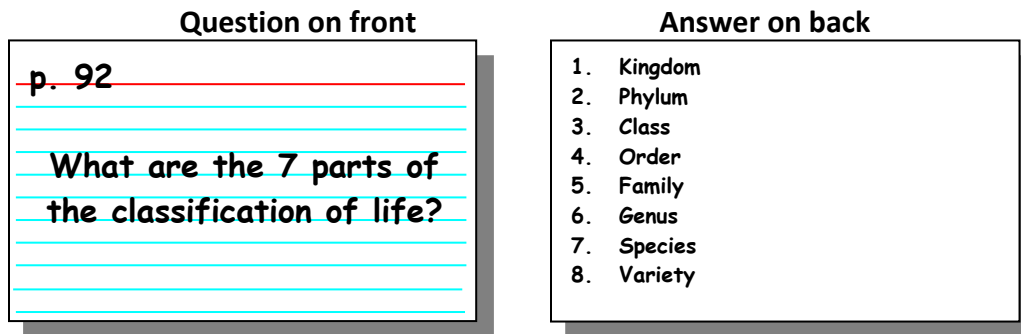 Question on front
p. 92
What are the 7 parts of
the classification of life?
Answer on back
1. Kingdom
2. Phylum
3. Class
4. Order
5. Family
6. Genus
7. Species
8. Variety